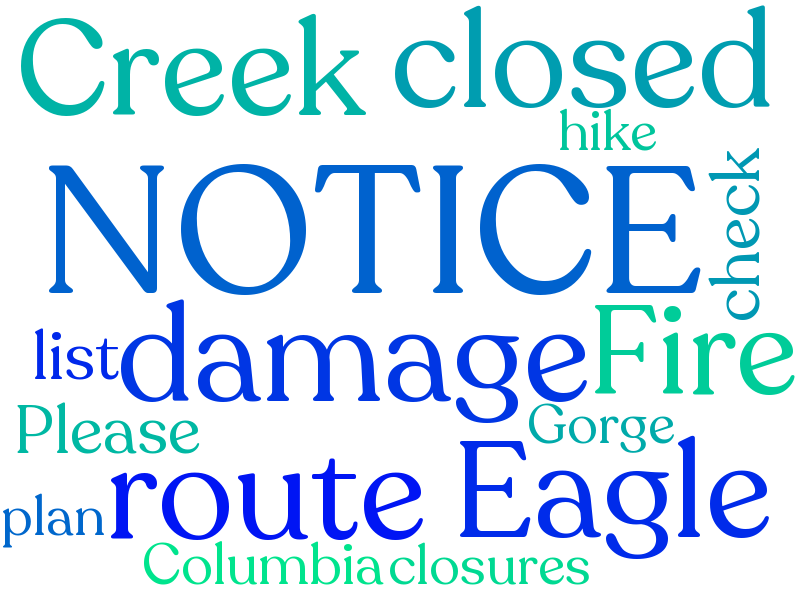 Creek closed
hike
NOTICE
check
list damage Fire
Please
Gorge
plan route Eagle
Columbia closures